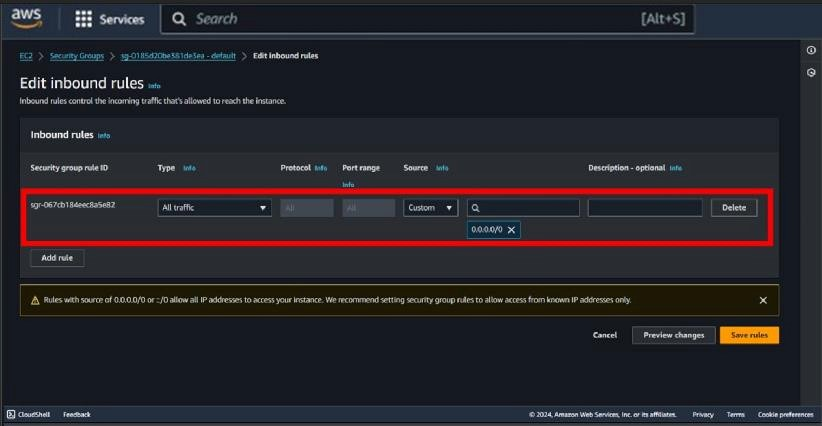 aws Services Search [Alt+S]
EC2 > Security Groups > sg-0185d20be381de3ea - default > Edit inbound rules
Edit inbound rules Info
Inbound rules control the incoming traffic that's allowed to reach the instance.
Inbound rules Info
Security group rule ID Type Info Protocol Info Port range Info Source Info Description - optional Info
sgr-067cb184eec8a5e82 All traffic All All Custom Delete
0.0.0.0/0 X
Add rule
Rules with source of 0.0.0.0/0 or ::/0 allow all IP addresses to access your instance. We recommend setting security group rules to allow access from known IP addresses only.
Cancel Preview changes Save rules
CloudShell Feedback © 2024, Amazon Web Services, Inc. or its affiliates. Privacy Terms Cookie preferences